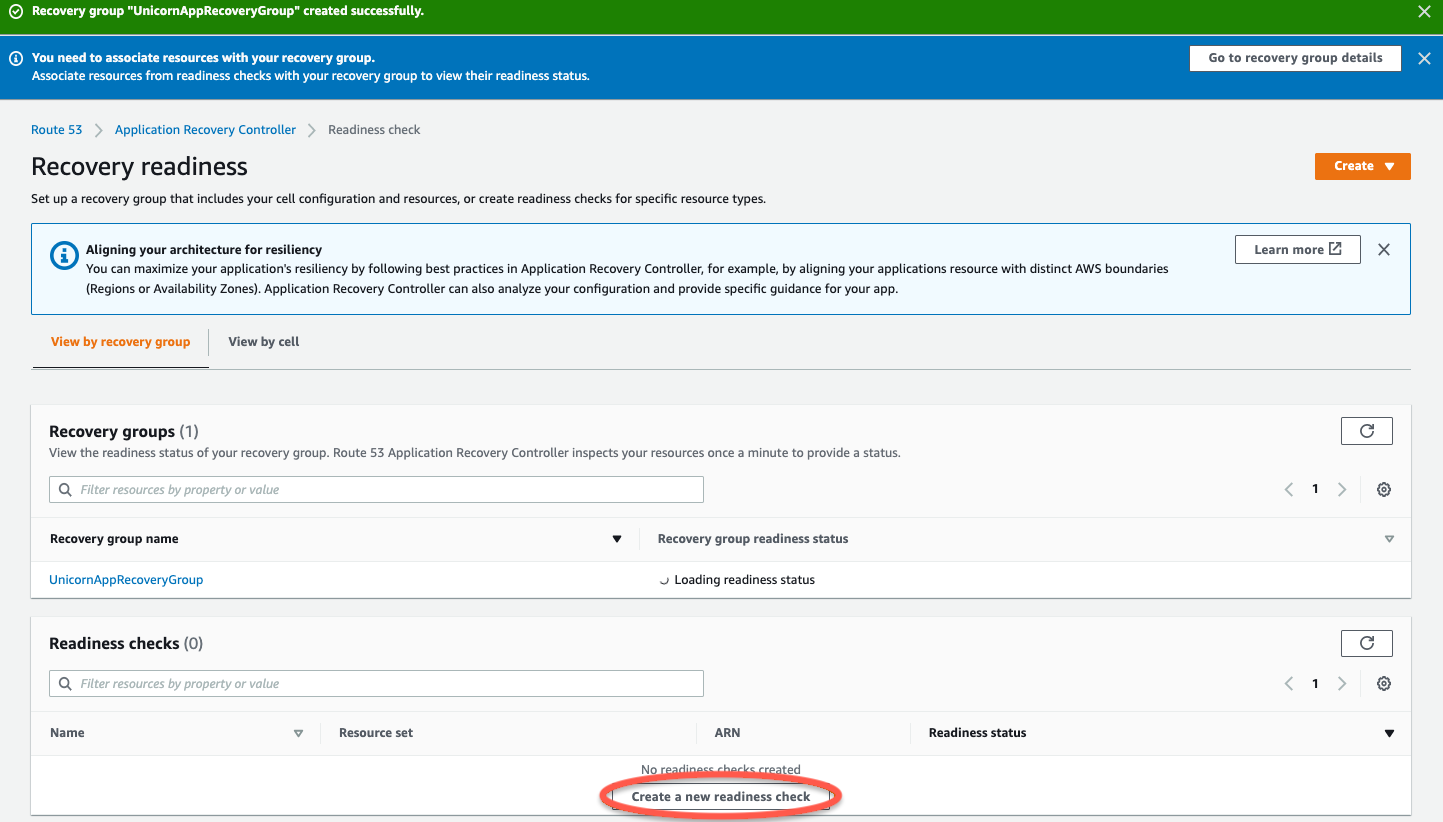 Recovery group "UnicornAppRecoveryGroup" created successfully.
You need to associate resources with your recovery group.
Associate resources from readiness checks with your recovery group to view their readiness status.
Go to recovery group details
Route 53 Application Recovery Controller Readiness check
Recovery readiness
Create
Set up a recovery group that includes your cell configuration and resources, or create readiness checks for specific resource types.
Aligning your architecture for resiliency
You can maximize your application's resiliency by following best practices in Application Recovery Controller, for example, by aligning your applications resource with distinct AWS boundaries
(Regions or Availability Zones). Application Recovery Controller can also analyze your configuration and provide specific guidance for your app.
Learn more
View by recovery group View by cell
Recovery groups (1)
View the readiness status of your recovery group. Route 53 Application Recovery Controller inspects your resources once a minute to provide a status.
Filter resources by property or value
1
Recovery group name Recovery group readiness status
UnicornAppRecoveryGroup Loading readiness status
Readiness checks (0)
Filter resources by property or value
1
Name Resource set ARN Readiness status
No readiness checks created
Create a new readiness check